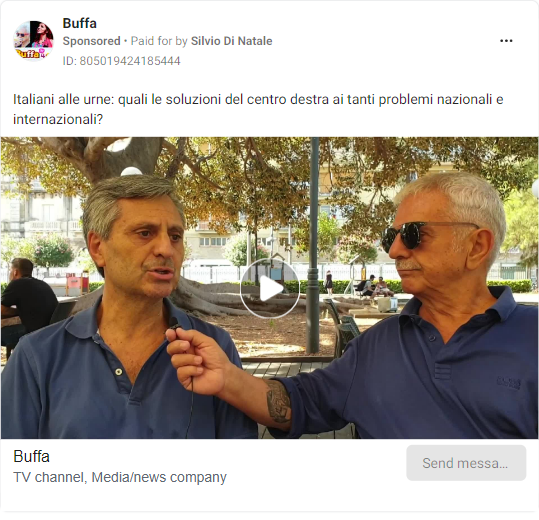 Buffa
Sponsored • Paid for by Silvio Di Natale
ID: 805019424185444
Italiani alle urne: quali le soluzioni del centro destra ai tanti problemi nazionali e
internazionali?
Buffa
Buffa
TV channel, Media/news company
Send messa...